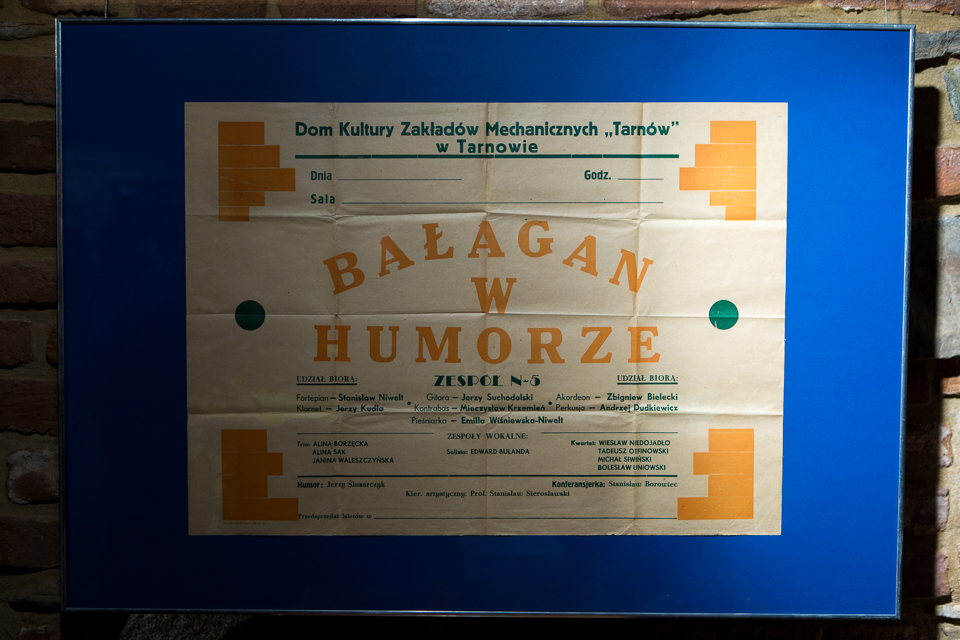 Dom Kultury Zakładów Mechanicznych „Tarnów”
w Tarnowie
Dnia Godz.
Sala
BAŁAGAN
W
HUMORZE
UDZIAŁ BIORĄ: ZESPOŁ N-5 UDZIAŁ BIORĄ:
Fortepian — Stanisław Niwelt Gitara — Jerzy Suchodolski Akordeon — Zbigniew Bielecki
Klarnet — Jerzy Kudła • Kontrabas — Mieczysław Krzemień • Perkusja — Andrzej Dudkiewicz
Pieśniarka — Emilia Wiśniewska-Niwelt
ZESPOŁY WOKALNE:
Trio: ALINA BORZĘCKA Solista: EDWARD BULANDA Kwartet: WIESŁAW NIEDOJADŁO
ALINA SAK TADEUSZ OTFINOWSKI
JANINA WALESZCZYŃSKA MICHAŁ SIWIŃSKI
BOLESŁAW UNIOWSKI
Humor: Jerzy Ślusarczyk Konferansjerka: Stanisław Borowiec
Kier. artystyczny: Prof. Stanisław Sierosławski
Przedsprzedaż biletów w